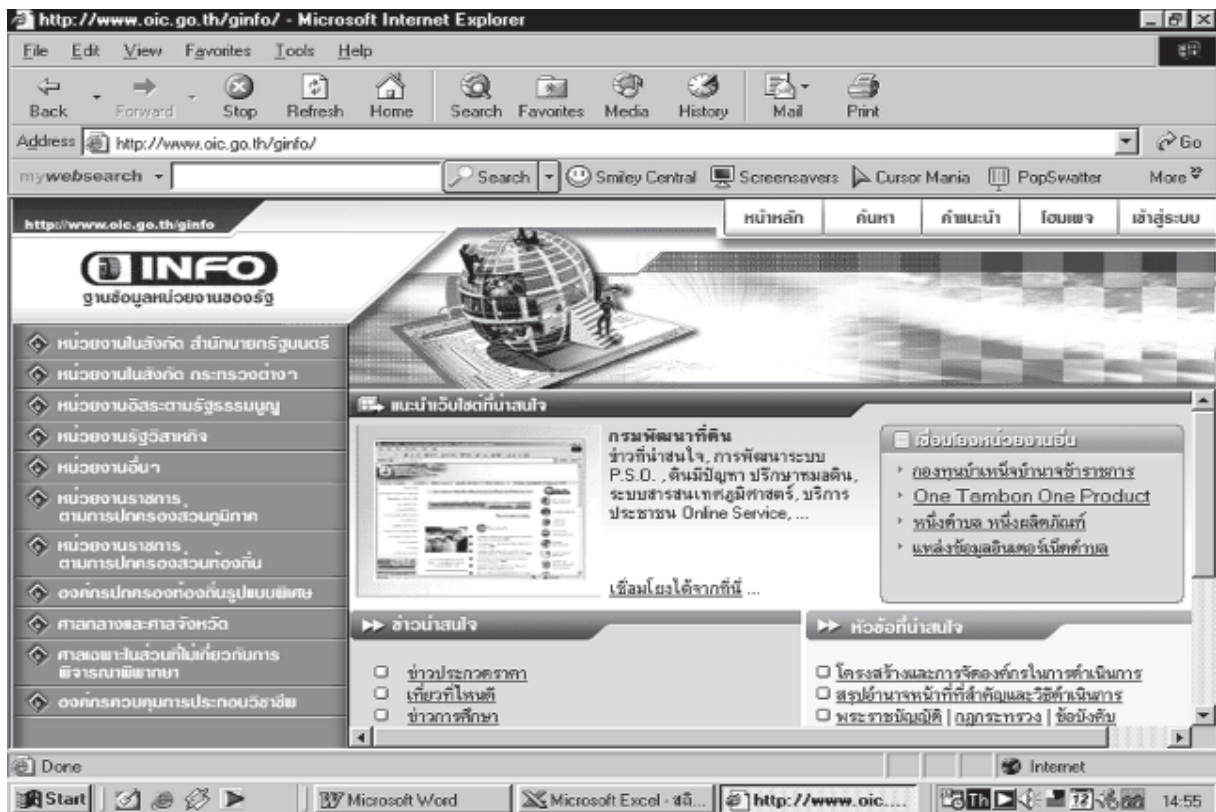 http://www.oic.go.th/ginfo/ - Microsoft Internet Explorer
File Edit View Favorites Tools Help
Back Forward Stop Refresh Home Search Favorites Media History Mail Print
Address http://www.oic.go.th/ginfo/ Go
mywebsearch Search Smiley Central Screensavers Cursor Mania PopSwatter More
http://www.oic.go.th/ginfo
หน้าหลัก ค้นหา คำแนะนำ โฮมเพจ เข้าสู่ระบบ
INFO
ฐานข้อมูลหน่วยงานของรัฐ
หน่วยงานในสังกัด สำนักนายกรัฐมนตรี
หน่วยงานในสังกัด กระทรวงต่างๆ
หน่วยงานอิสระตามรัฐธรรมนูญ
หน่วยงานรัฐวิสาหกิจ
หน่วยงานอื่นๆ
หน่วยงานราชการ
ตามการปกครองส่วนภูมิภาค
หน่วยงานราชการ
ตามการปกครองส่วนท้องถิ่น
องค์กรปกครองท้องถิ่นรูปแบบพิเศษ
ศาลกลางและศาลจังหวัด
ศาลเฉพาะในส่วนที่ไม่เกี่ยวกับการ
พิจารณาพิพากษา
องค์กรควบคุมการประกอบวิชาชีพ
แนะนำเว็บไซต์ที่น่าสนใจ
กรมพัฒนาที่ดิน
ข่าวที่น่าสนใจ, การพัฒนาระบบ
P.S.O. , ดินมีปัญหา ปรึกษาหมอดิน,
ระบบสารสนเทศภูมิศาสตร์, บริการ
ประชาชน Online Service, ...
เชื่อมโยงได้จากที่นี่ ...
เชื่อมโยงหน่วยงานอื่น
กองทุนบำเหน็จบำนาจข้าราชการ
One Tambon One Product
หนึ่งตำบล หนึ่งผลิตภัณฑ์
แหล่งข้อมูลอินเตอร์เน็ตตำบล
ข่าวน่าสนใจ
ข่าวประกวดราคา
เที่ยวที่ไหนดี
ข่าวการศึกษา
หัวข้อที่น่าสนใจ
โครงสร้างและการจัดองค์กรในการดำเนินการ
สรุปอำนาจหน้าที่ที่สำคัญและวิธีดำเนินการ
พระราชบัญญัติ | กฎกระทรวง | ข้อบังคับ
Done Internet
Start Microsoft Word Microsoft Excel - สถิ... http://www.oic.... Th 72 14:55